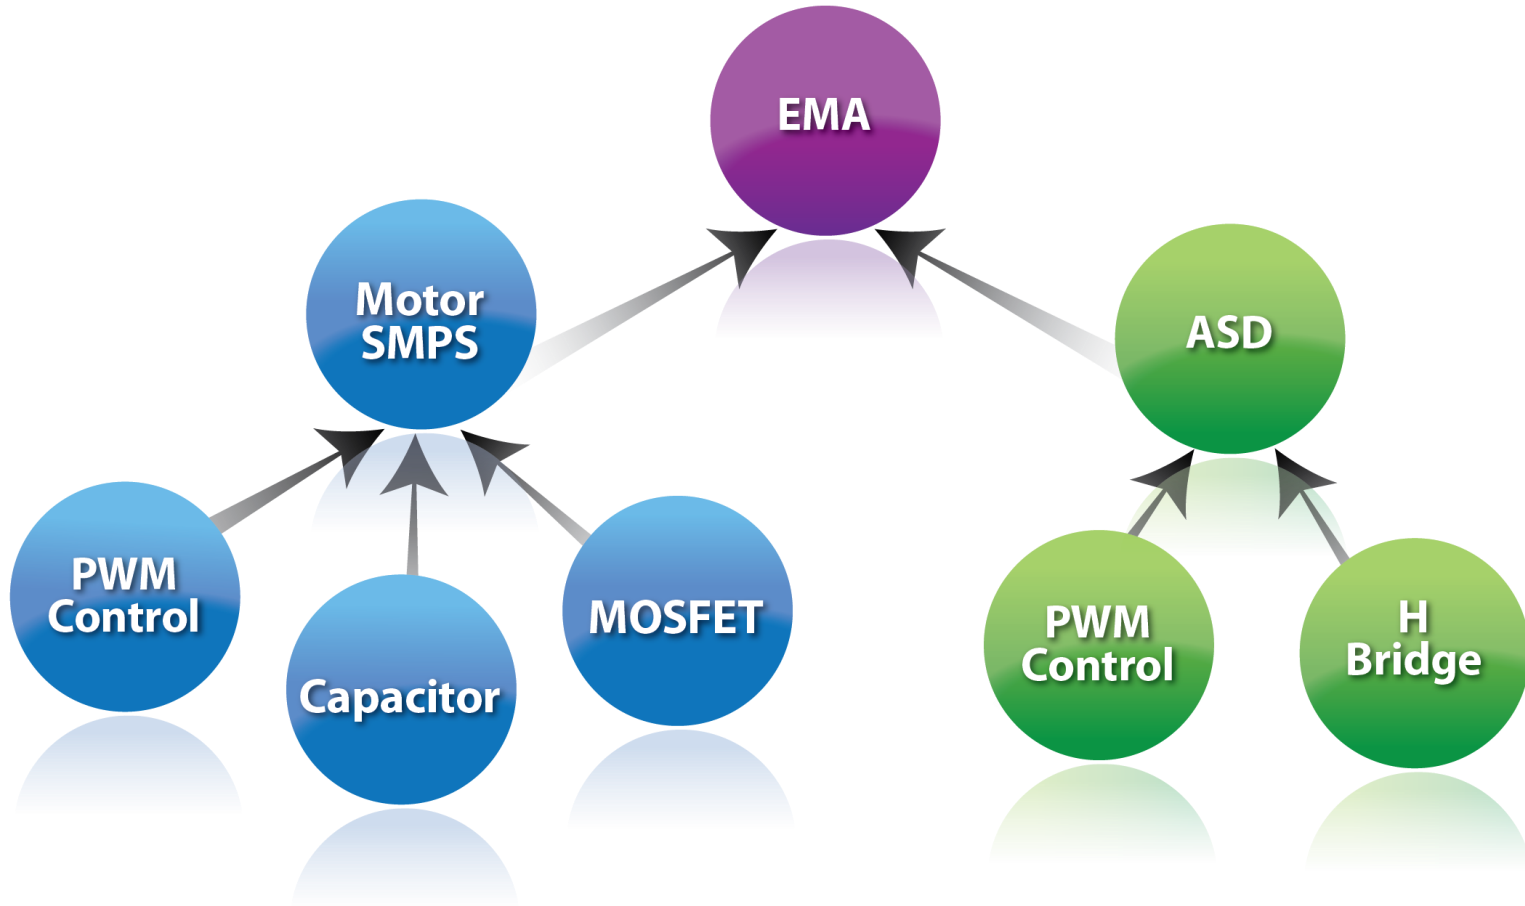 EMA
Motor
SMPS
ASD
PWM
Control
Capacitor
MOSFET
PWM
Control
H
Bridge